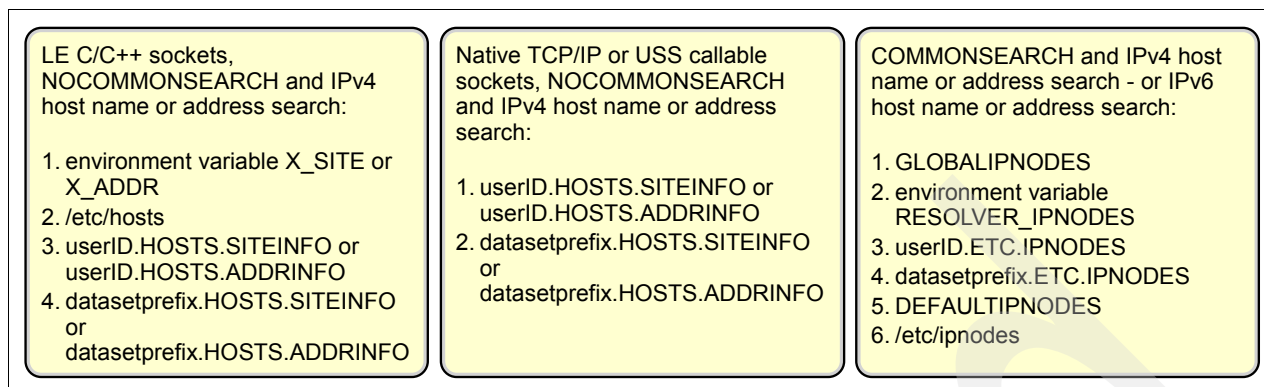 LE C/C++ sockets,
NOCOMMONSEARCH and IPv4
host name or address search:
1. environment variable X_SITE or
X_ADDR
2. /etc/hosts
3. userID.HOSTS.SITEINFO or
userID.HOSTS.ADDRINFO
4. datasetprefix.HOSTS.SITEINFO
or
datasetprefix.HOSTS.ADDRINFO
Native TCP/IP or USS callable
sockets, NOCOMMONSEARCH
and IPv4 host name or address
search:
1. userID.HOSTS.SITEINFO or
userID.HOSTS.ADDRINFO
2. datasetprefix.HOSTS.SITEINFO
or
datasetprefix.HOSTS.ADDRINFO
COMMONSEARCH and IPv4 host
name or address search - or IPv6
host name or address search:
1. GLOBALIPNODES
2. environment variable
RESOLVER_IPNODES
3. userID.ETC.IPNODES
4. datasetprefix.ETC.IPNODES
5. DEFAULTIPNODES
6. /etc/ipnodes